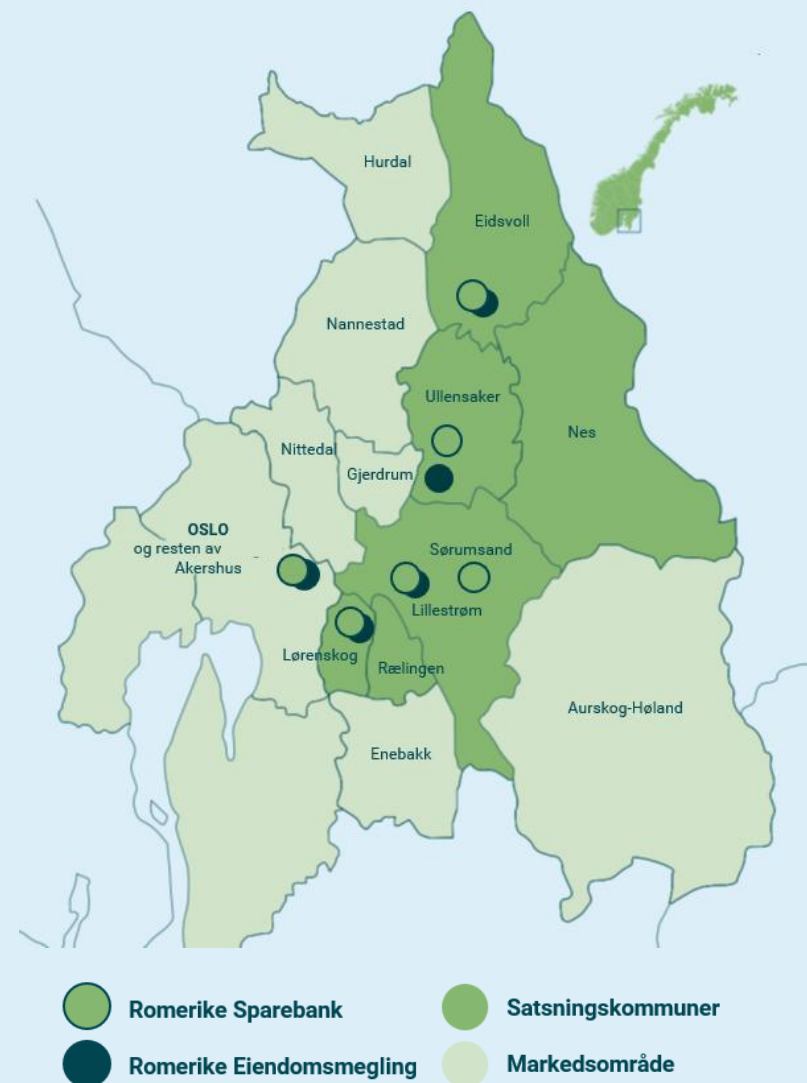 Hurdal
Eidsvoll
Nannestad
Ullensaker
Nes
Nittedal
Gjerdrum
OSLO
og resten av
Akershus
Sørumsand
Lillestrøm
Lørenskog
Rælingen
Aurskog-Høland
Enebakk
Romerike Sparebank
Satsningskommuner
Romerike Eiendomsmegling
Markedsområde